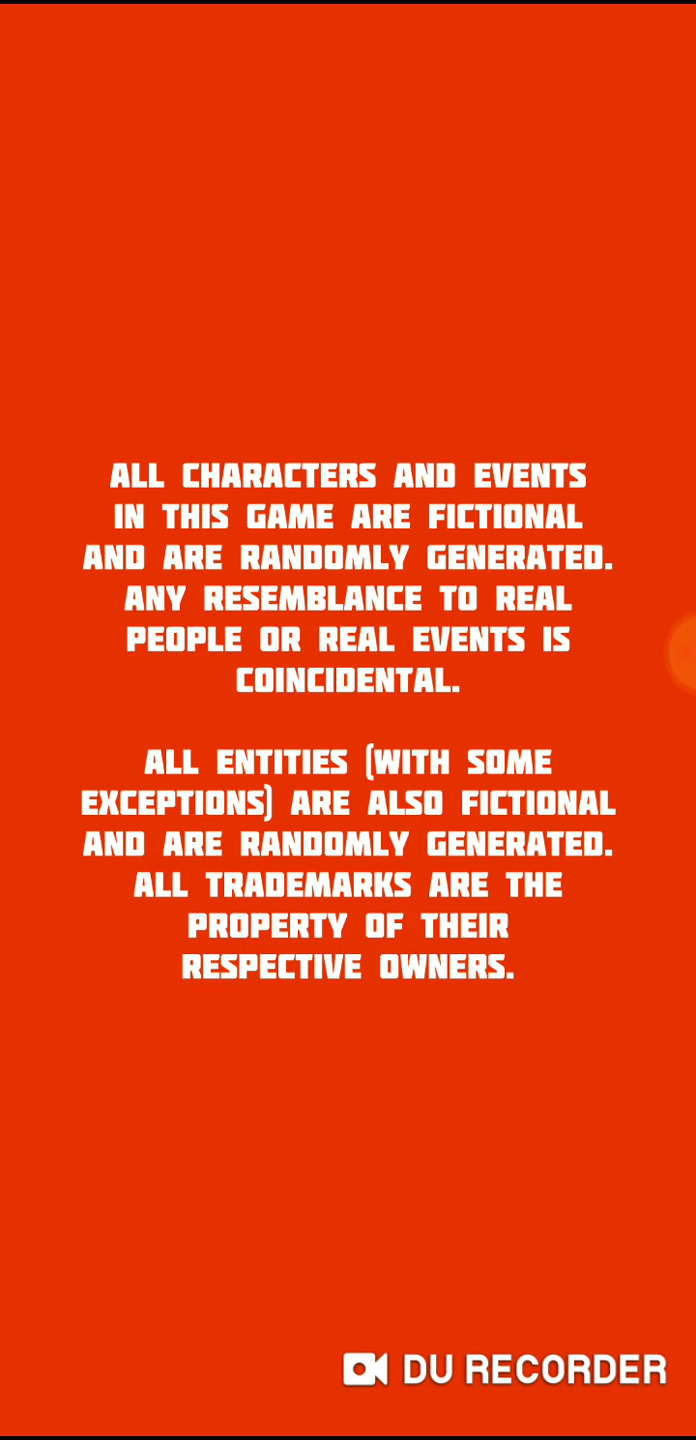 ALL CHARACTERS AND EVENTS
IN THIS GAME ARE FICTIONAL
AND ARE RANDOMLY GENERATED.
ANY RESEMBLANCE TO REAL
PEOPLE OR REAL EVENTS IS
COINCIDENTAL.
ALL ENTITIES (WITH SOME
EXCEPTIONS) ARE ALSO FICTIONAL
AND ARE RANDOMLY GENERATED.
ALL TRADEMARKS ARE THE
PROPERTY OF THEIR
RESPECTIVE OWNERS.
DU RECORDER